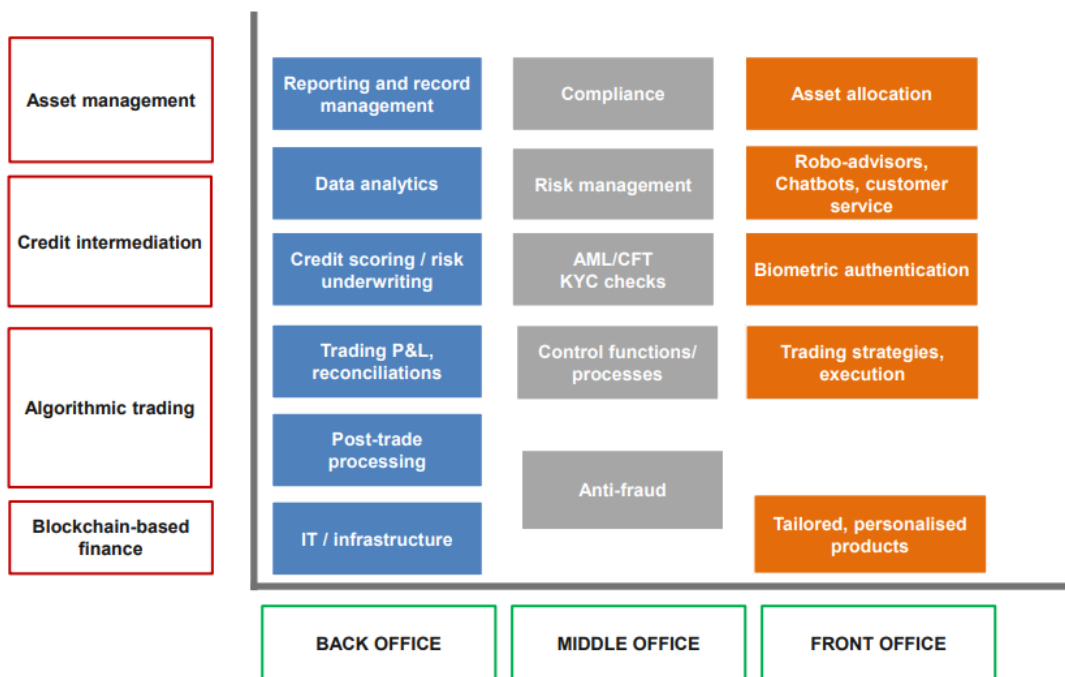 Asset management
Reporting and record
management
Compliance
Asset allocation
Credit intermediation
Data analytics
Risk management
Robo-advisors,
Chatbots, customer
service
Credit scoring / risk
underwriting
AML/CFT
KYC checks
Biometric authentication
Algorithmic trading
Trading P&L,
reconciliations
Control functions/
processes
Trading strategies,
execution
Post-trade
processing
Anti-fraud
Blockchain-based
finance
IT / infrastructure
Tailored, personalised
products
BACK OFFICE
MIDDLE OFFICE
FRONT OFFICE